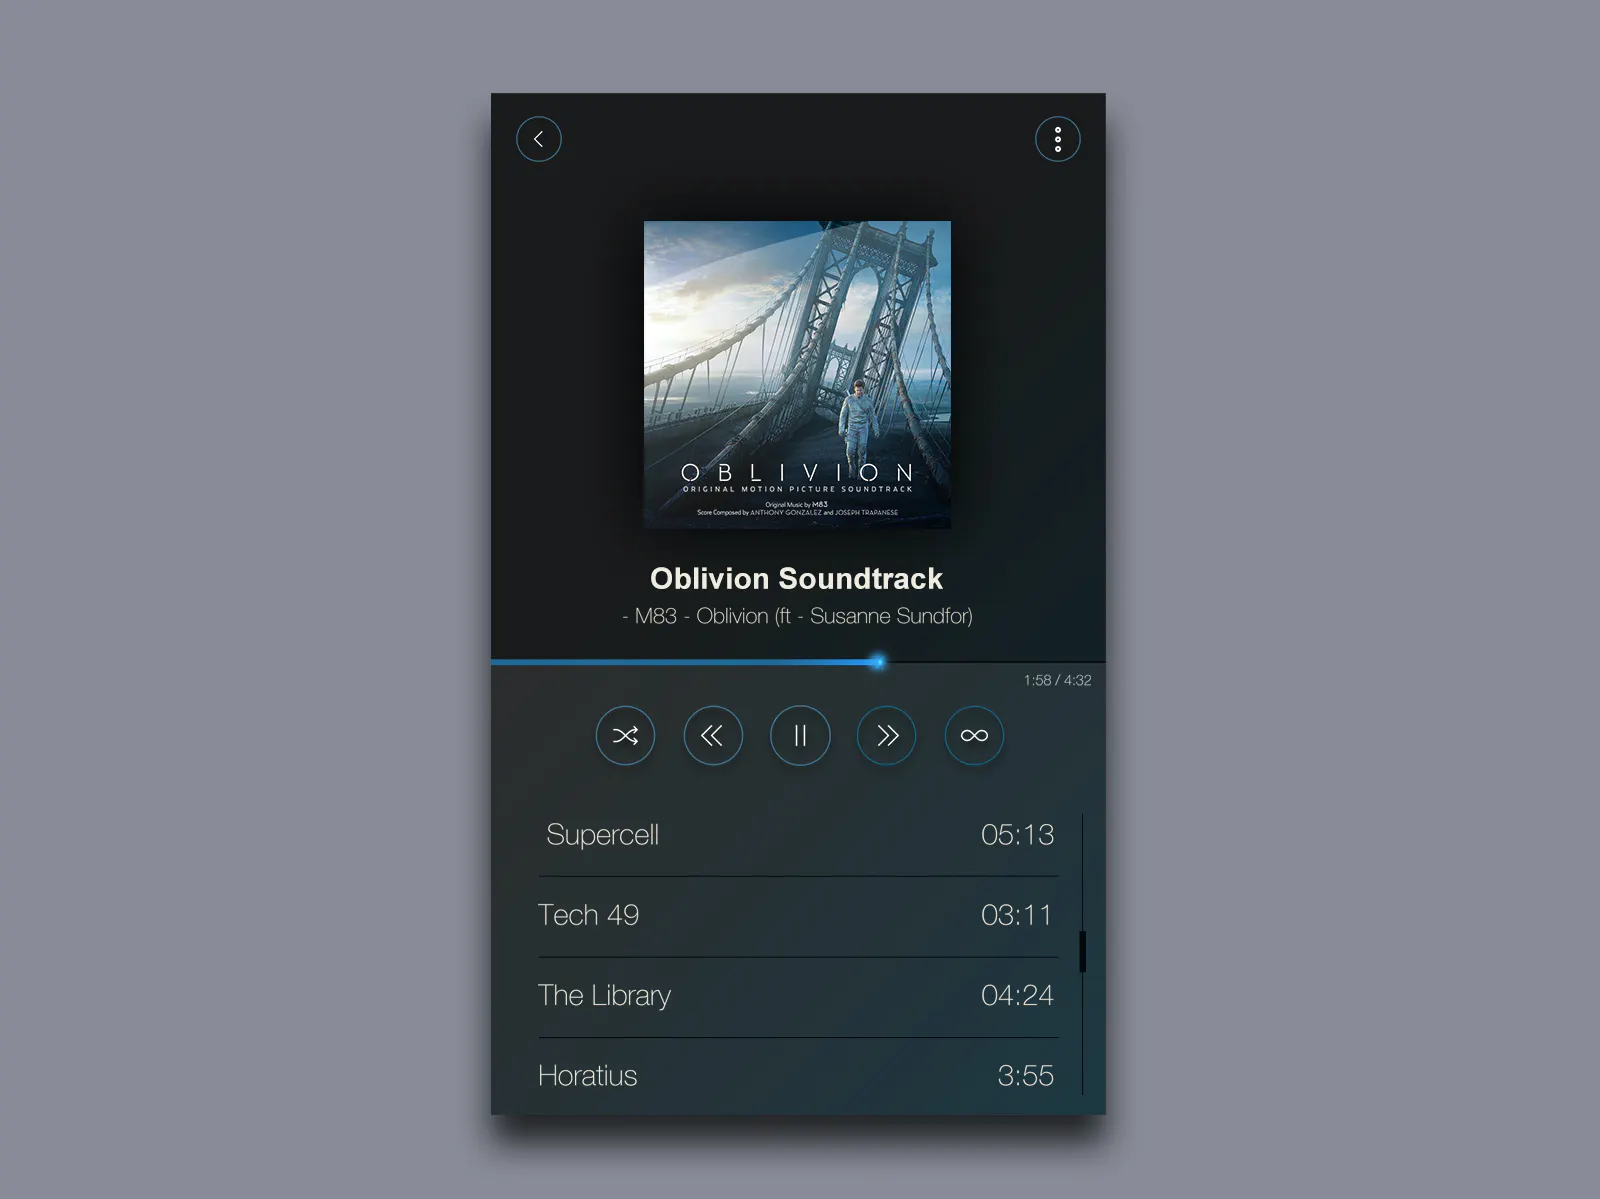 OBLIVION
ORIGINAL MOTION PICTURE SOUNDTRACK
Original Music by M83
Score Composed by ANTHONY GONZALEZ and JOSEPH TRAPANESE
Oblivion Soundtrack
- M83 - Oblivion (ft - Susanne Sundfor)
1:58 / 4:32
Supercell 05:13
Tech 49 03:11
The Library 04:24
Horatius 3:55